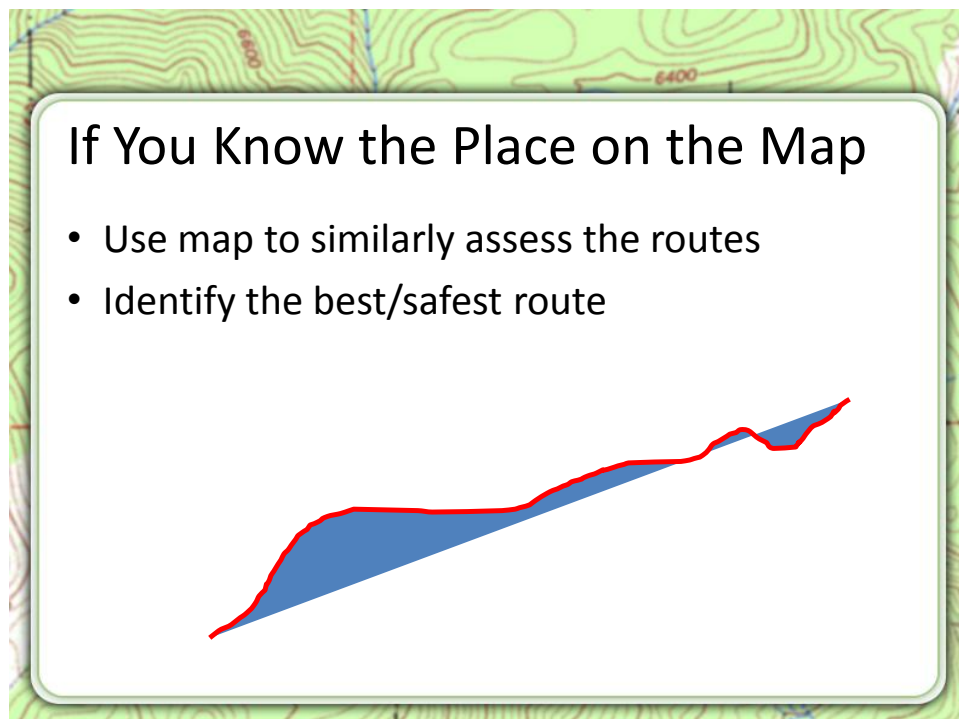 6600
6400
If You Know the Place on the Map
• Use map to similarly assess the routes
• Identify the best/safest route